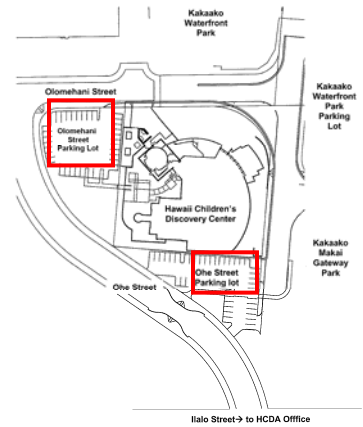 Kakaako
Waterfront
Park
Olomehani Street
Kakaako
Waterfront
Park
Parking
Lot
Olomehani
Street
Parking Lot
Hawaii Children's
Discovery Center
Kakaako
Makai
Gateway
Park
Ohe Street
Parking lot
Ohe Street
Ilalo Street→ to HCDA Offfice